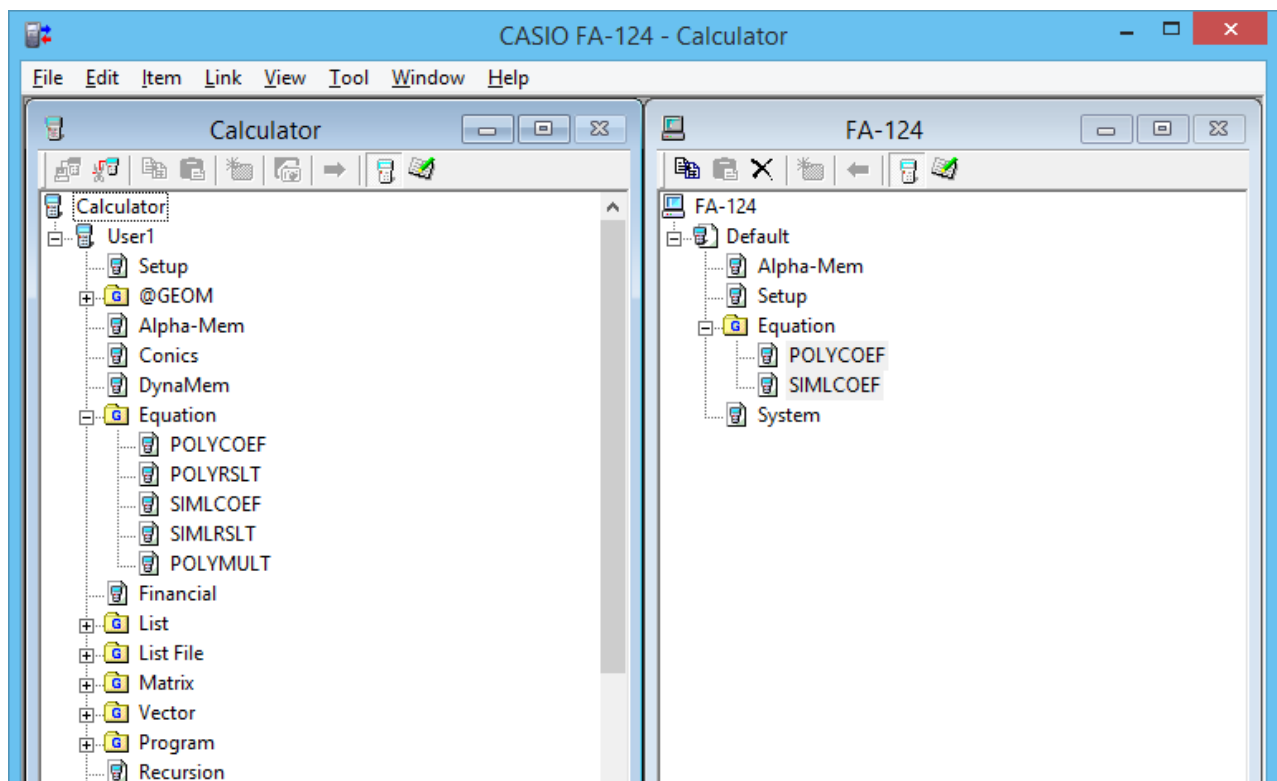 CASIO FA-124 - Calculator
File Edit Item Link View Tool Window Help
Calculator
Calculator
User1
Setup
@GEOM
Alpha-Mem
Conics
DynaMem
Equation
POLYCOEF
POLYRSLT
SIMLCOEF
SIMLRSLT
POLYMULT
Financial
List
List File
Matrix
Vector
Program
Recursion
FA-124
FA-124
Default
Alpha-Mem
Setup
Equation
POLYCOEF
SIMLCOEF
System